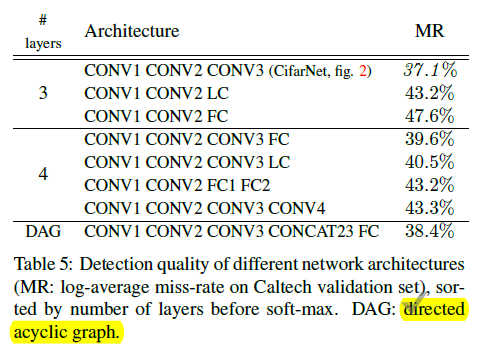 # layers Architecture MR
CONV1 CONV2 CONV3 (CifarNet, fig. 2) 37.1%
3 CONV1 CONV2 LC 43.2%
CONV1 CONV2 FC 47.6%
CONV1 CONV2 CONV3 FC 39.6%
CONV1 CONV2 CONV3 LC 40.5%
4 CONV1 CONV2 FC1 FC2 43.2%
CONV1 CONV2 CONV3 CONV4 43.3%
DAG CONV1 CONV2 CONV3 CONCAT23 FC 38.4%
Table 5: Detection quality of different network architectures
(MR: log-average miss-rate on Caltech validation set), sor-
ted by number of layers before soft-max. DAG: directed
acyclic graph.